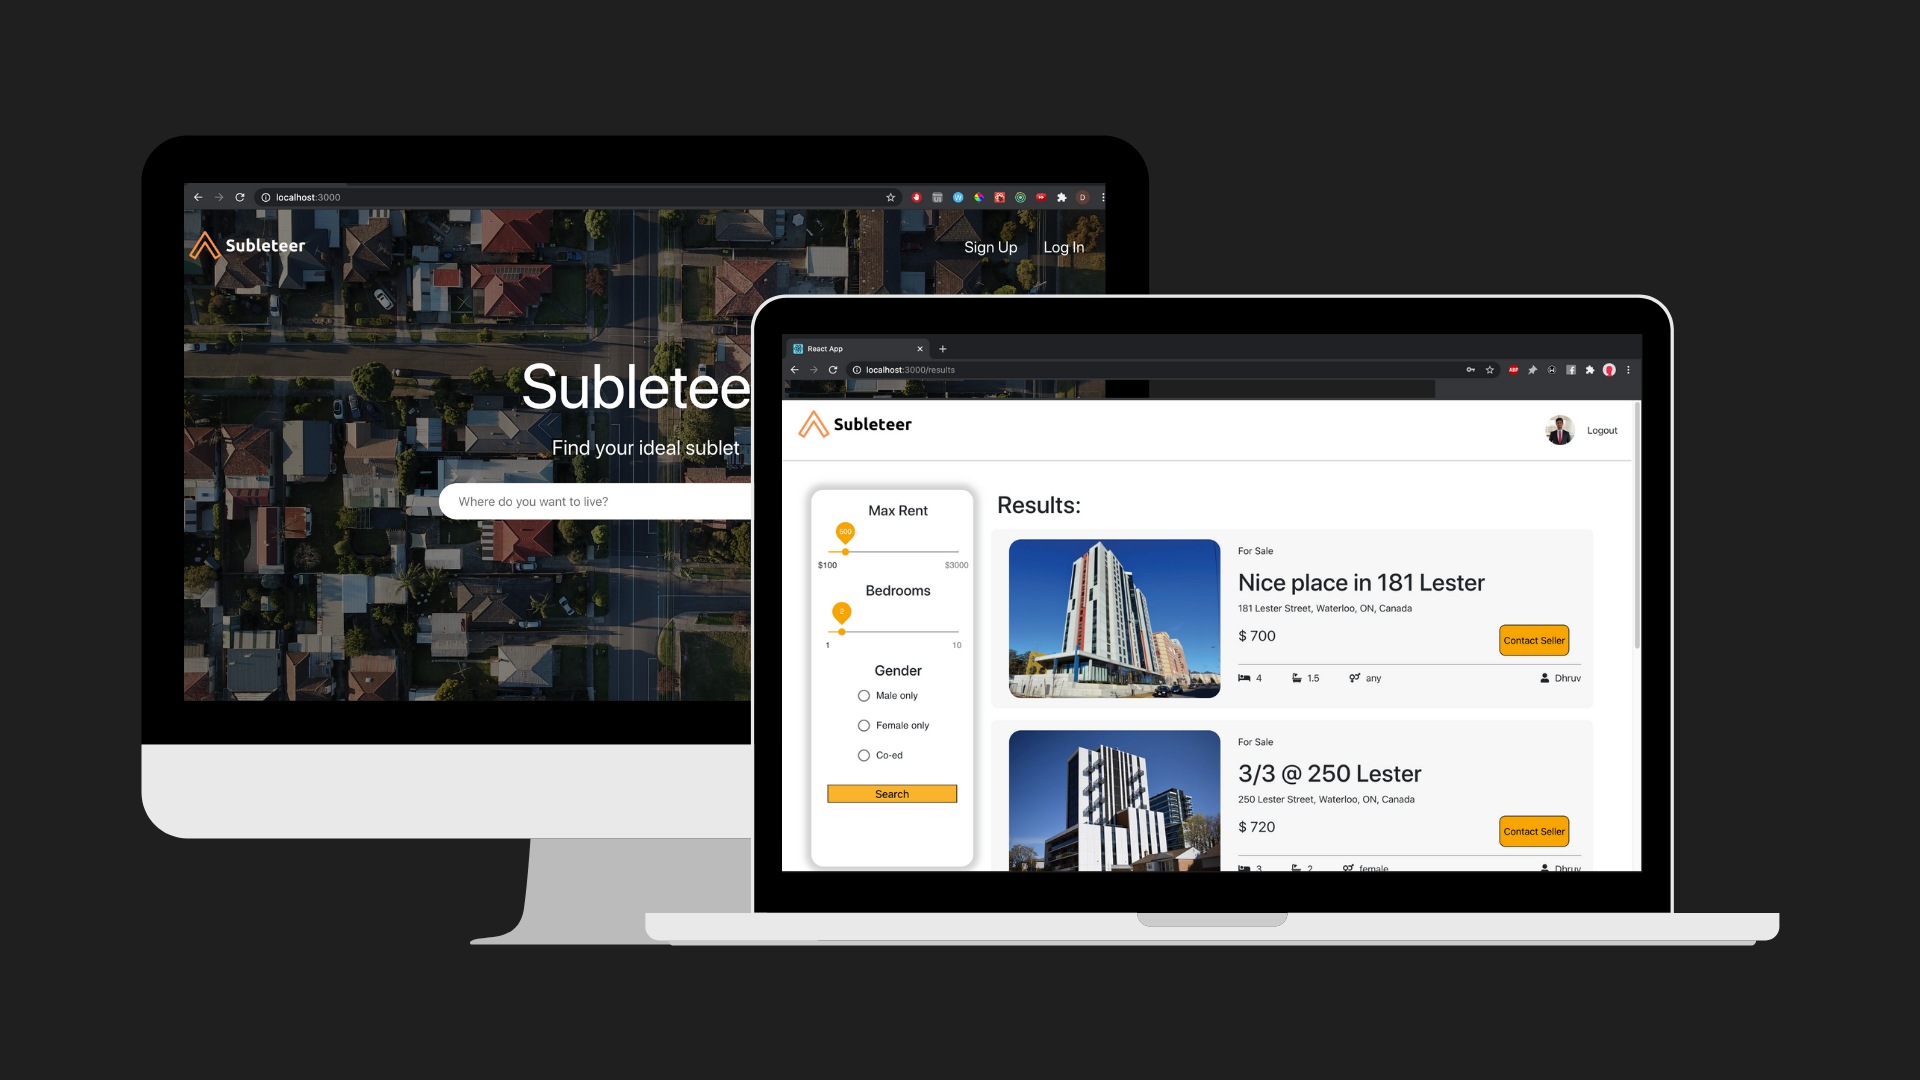 localhost:3000
Subleteer
Sign Up
Log In
Subletee
Find your ideal sublet
Where do you want to live?
React App
localhost:3000/results
Subleteer
Logout
Max Rent
500
$100
$3000
Bedrooms
2
1
10
Gender
Male only
Female only
Co-ed
Search
Results:
For Sale
Nice place in 181 Lester
181 Lester Street, Waterloo, ON, Canada
$ 700
Contact Seller
4
1.5
any
Dhruv
For Sale
3/3 @ 250 Lester
250 Lester Street, Waterloo, ON, Canada
$ 720
Contact Seller
3
2
female
Dhruv